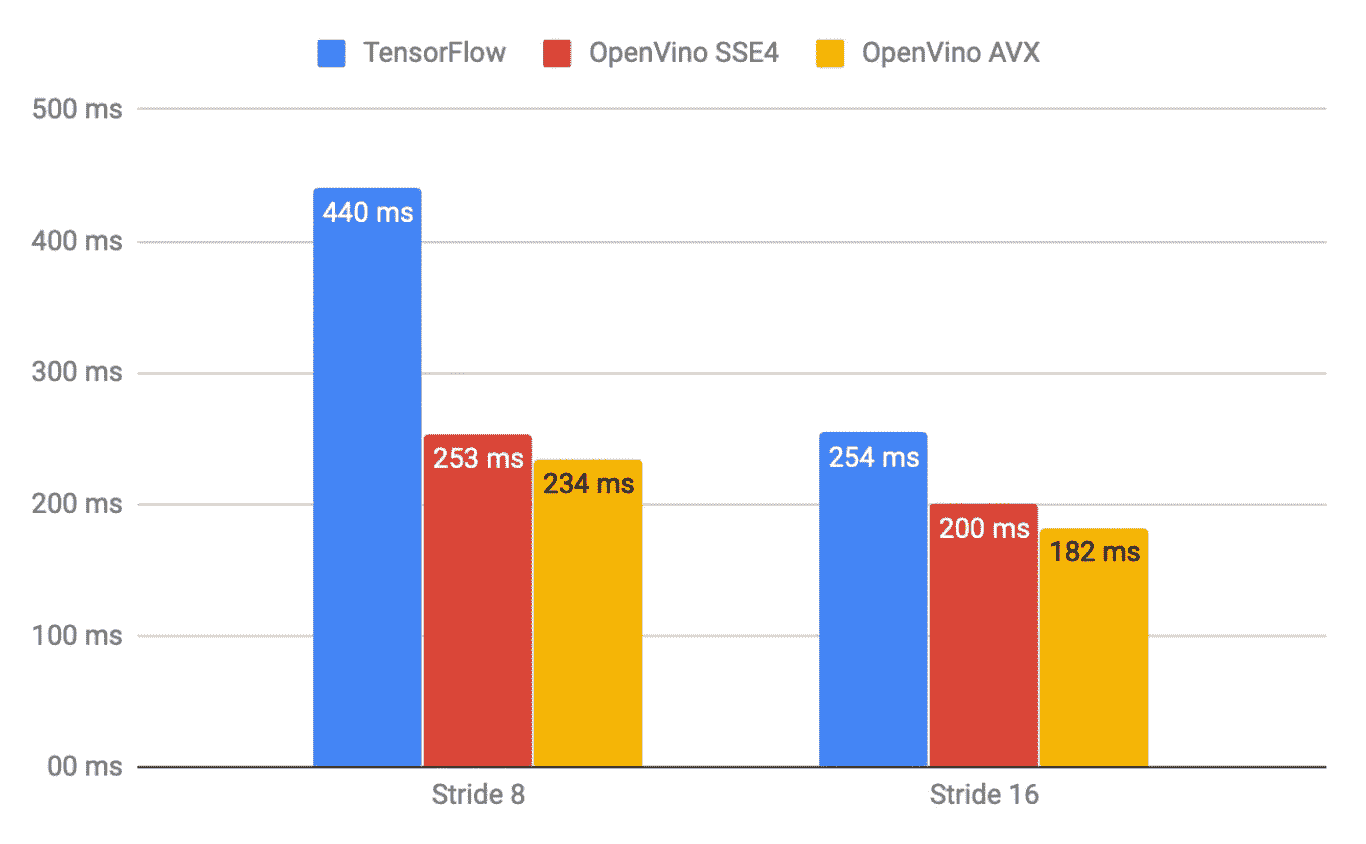 TensorFlow OpenVino SSE4 OpenVino AVX
500 ms
440 ms
400 ms
300 ms
253 ms
254 ms
234 ms
200 ms
200 ms
182 ms
100 ms
00 ms
Stride 8 Stride 16